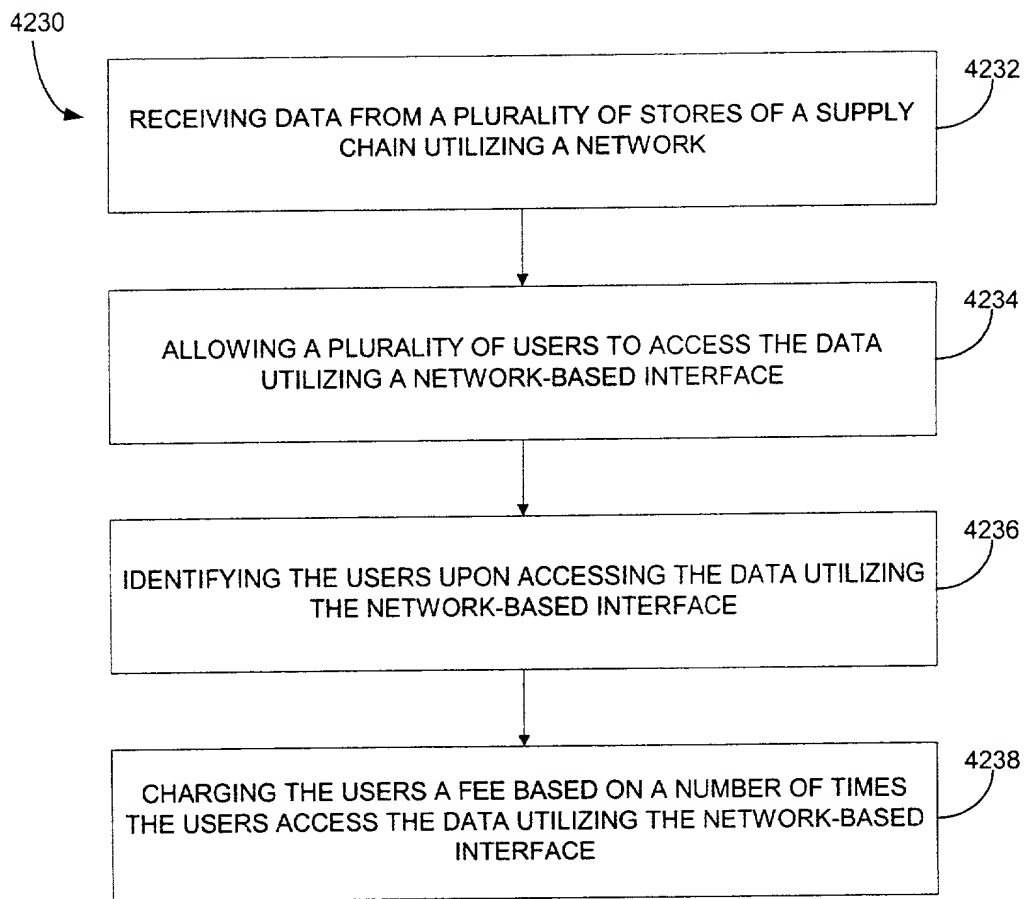 4230
4232
RECEIVING DATA FROM A PLURALITY OF STORES OF A SUPPLY
CHAIN UTILIZING A NETWORK
4234
ALLOWING A PLURALITY OF USERS TO ACCESS THE DATA
UTILIZING A NETWORK-BASED INTERFACE
4236
IDENTIFYING THE USERS UPON ACCESSING THE DATA UTILIZING
THE NETWORK-BASED INTERFACE
4238
CHARGING THE USERS A FEE BASED ON A NUMBER OF TIMES
THE USERS ACCESS THE DATA UTILIZING THE NETWORK-BASED
INTERFACE